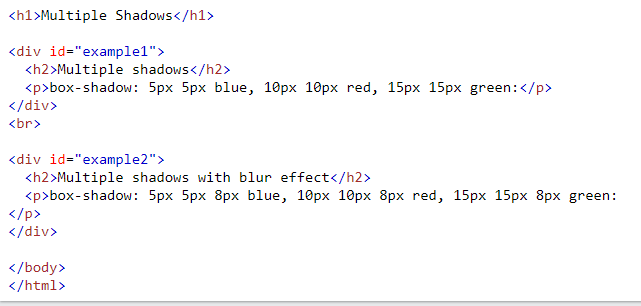 <h1>Multiple Shadows</h1>
<div id="example1">
<h2>Multiple shadows</h2>
<p>box-shadow: 5px 5px blue, 10px 10px red, 15px 15px green:</p>
</div>
<br>
<div id="example2">
<h2>Multiple shadows with blur effect</h2>
<p>box-shadow: 5px 5px 8px blue, 10px 10px 8px red, 15px 15px 8px green:
</p>
</div>
</body>
</html>